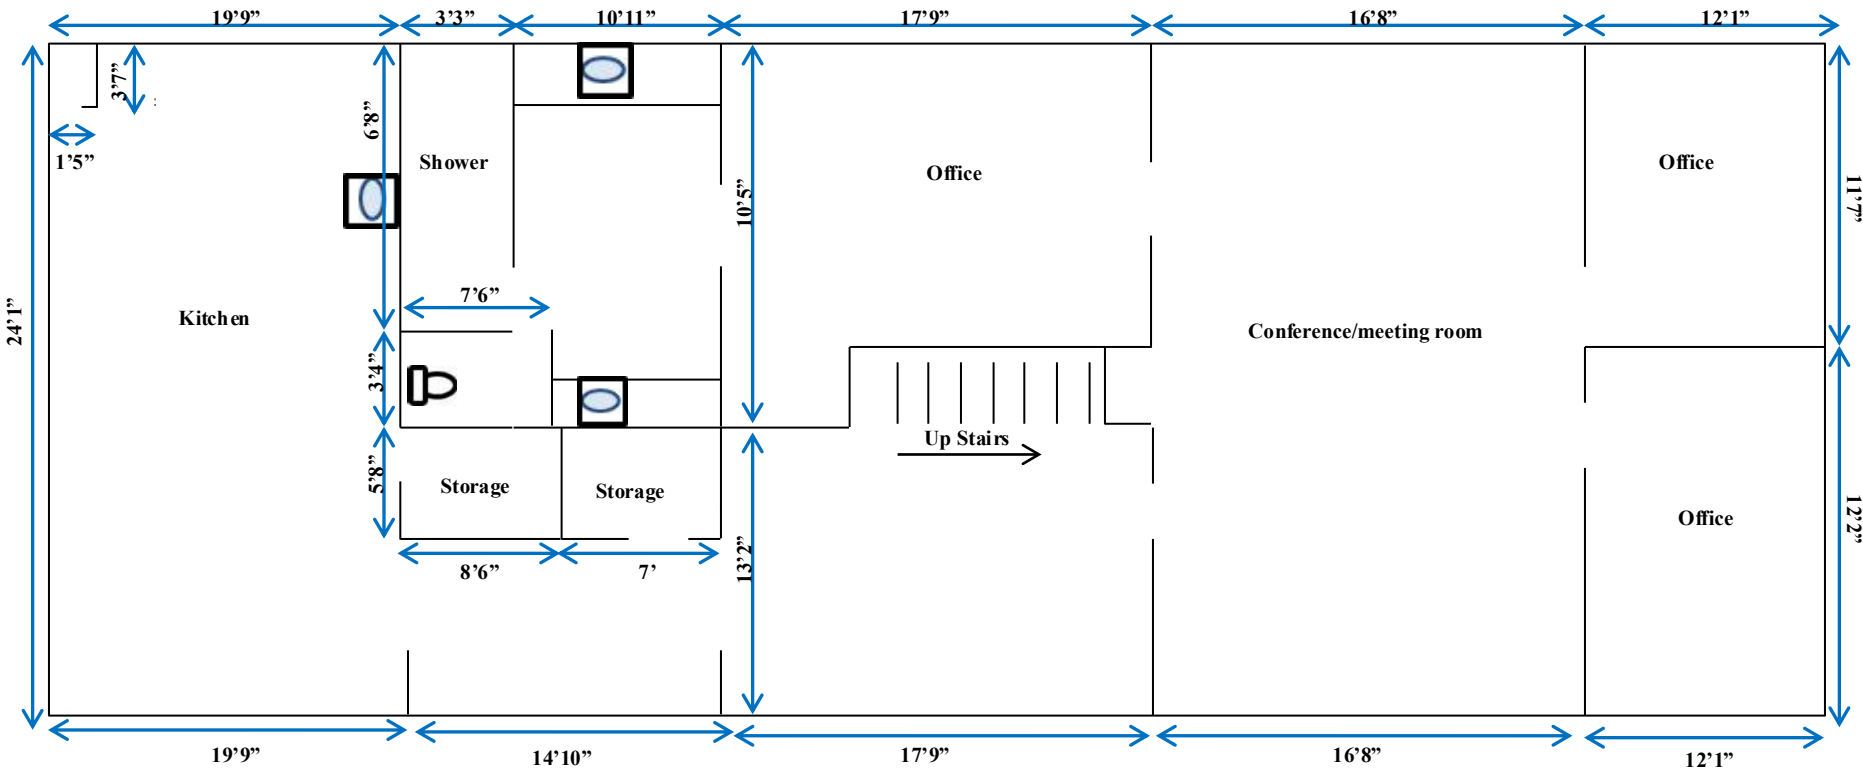 19’9”
3’3”
10’11”
17’9”
16’8”
12’1”
3’7”
:
1’5”
6’8”
Shower
Office
Office
10’5”
11’7”
24’1”
Kitchen
7’6”
Conference/meeting room
3’4”
Up Stairs
5’8”
Storage
Storage
Office
12’2”
8’6”
7'
13’2”
19’9”
14’10”
17’9”
16’8”
12’1”